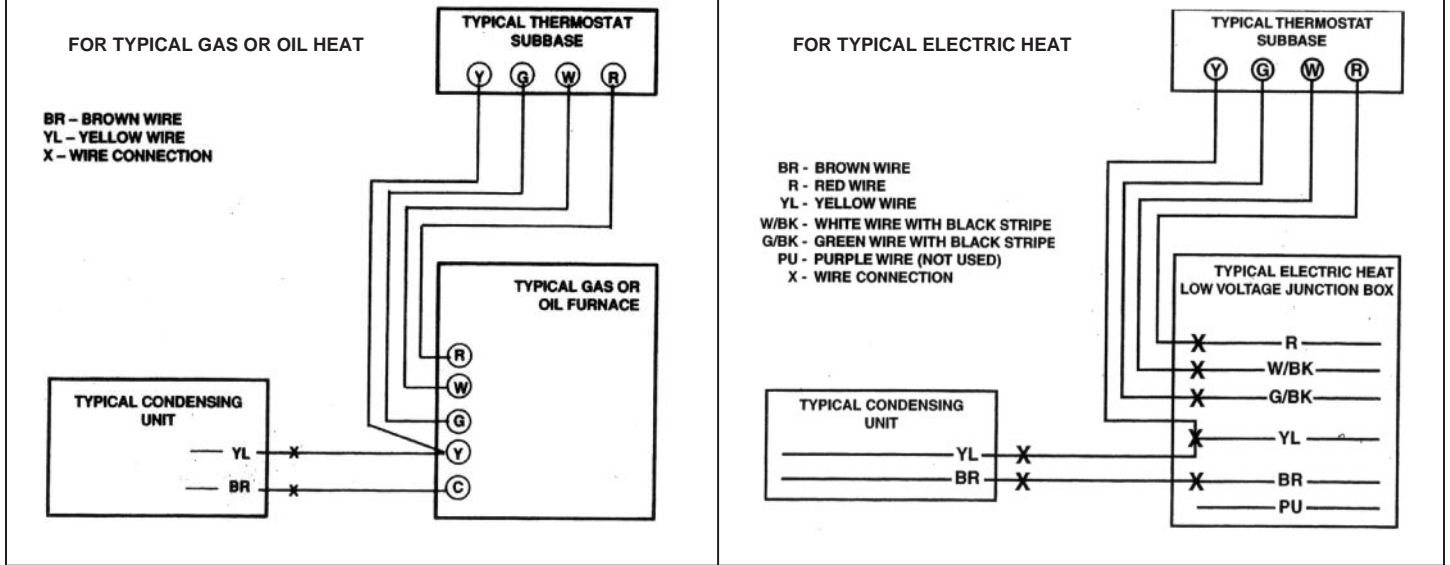 FOR TYPICAL GAS OR OIL HEAT
TYPICAL THERMOSTAT
SUBBASE
Y G W R
BR – BROWN WIRE
YL – YELLOW WIRE
X – WIRE CONNECTION
TYPICAL GAS OR
OIL FURNACE
R
W
G
Y
C
TYPICAL CONDENSING
UNIT
YL X
BR X
FOR TYPICAL ELECTRIC HEAT
TYPICAL THERMOSTAT
SUBBASE
Y G W R
BR - BROWN WIRE
R - RED WIRE
YL - YELLOW WIRE
W/BK - WHITE WIRE WITH BLACK STRIPE
G/BK - GREEN WIRE WITH BLACK STRIPE
PU - PURPLE WIRE (NOT USED)
X - WIRE CONNECTION
TYPICAL ELECTRIC HEAT
LOW VOLTAGE JUNCTION BOX
X R
X W/BK
X G/BK
X YL
X BR
PU
TYPICAL CONDENSING
UNIT
YL X
BR X